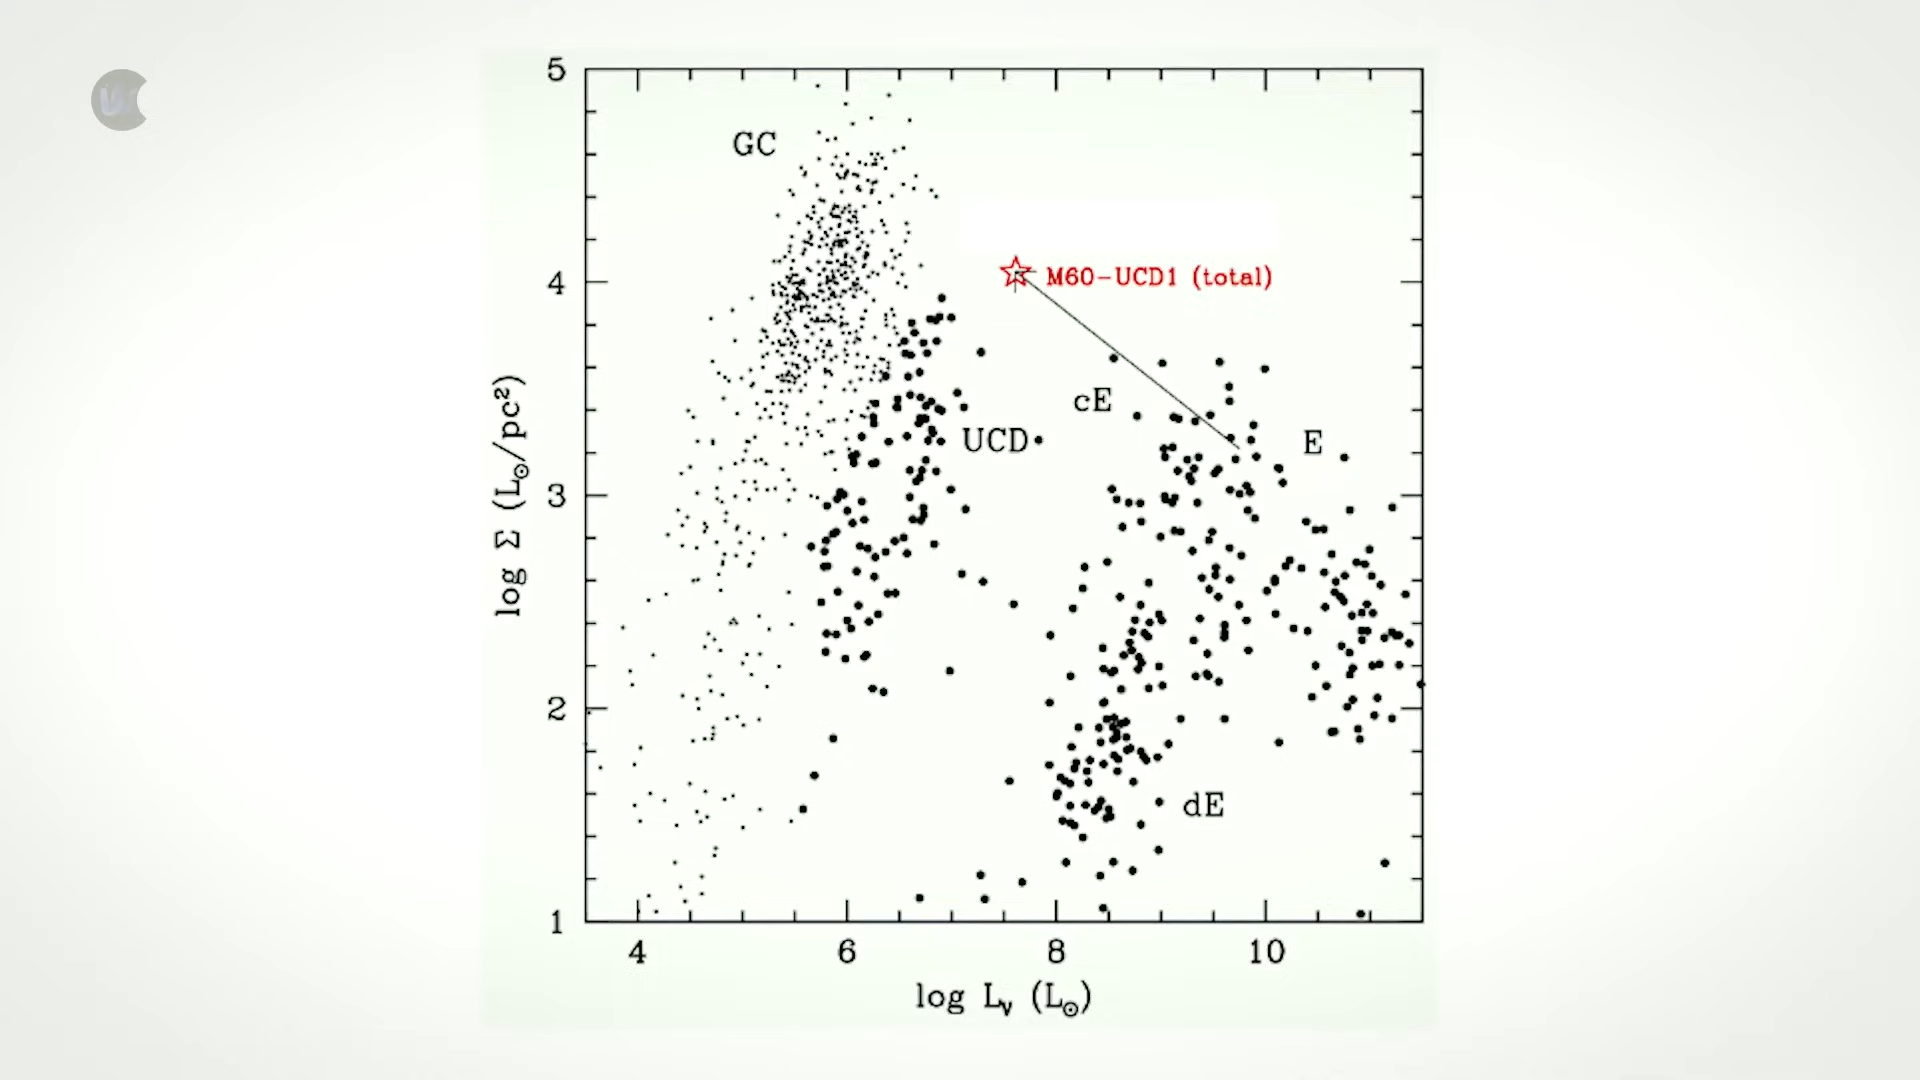 5
GC
4
M60-UCD1 (total)
cE
UCD
E
3
2
dE
1
log Σ (L⊙/pc²)
4 6 8 10
log Lᵥ (L⊙)